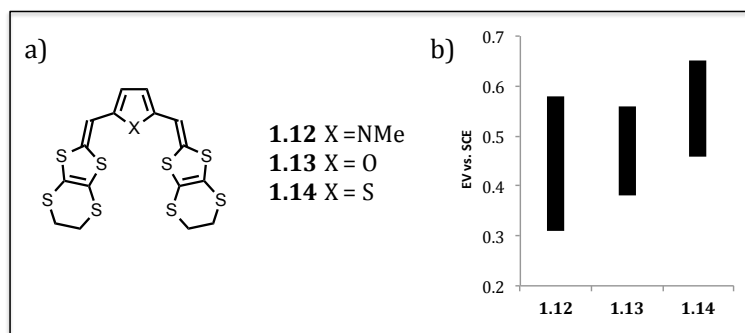 a)
X
S
S
S
S
S
S
S
S
1.12 X =NMe
1.13 X = O
1.14 X = S
b)
EV vs. SCE
0.7
0.6
0.5
0.4
0.3
0.2
1.12 1.13 1.14